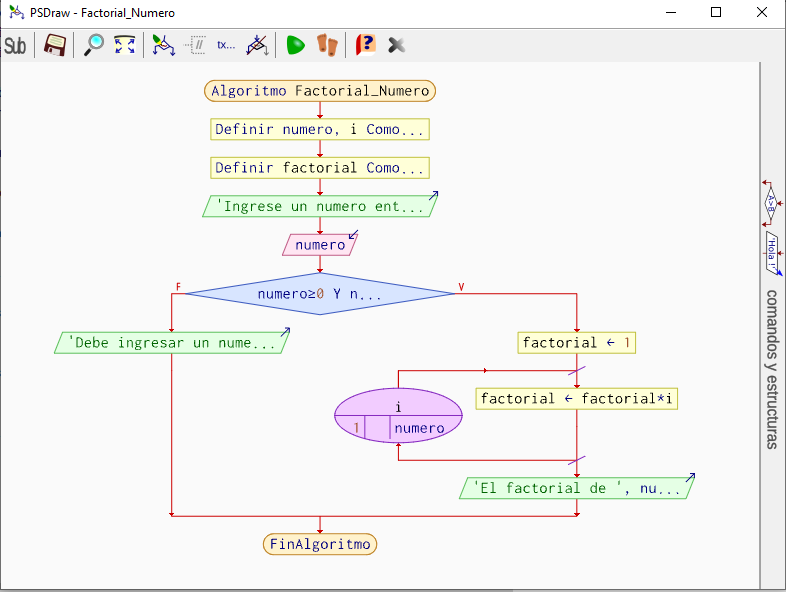 PSDraw - Factorial_Numero
Sub
tx...
Algoritmo Factorial_Numero
Definir numero, i Como...
Definir factorial Como...
'Ingrese un numero ent...
numero
numero≥0 Y n...
F
V
'Debe ingresar un nume...
factorial ← 1
i
1 numero
factorial ← factorial*i
'El factorial de ', nu...
FinAlgoritmo
A>B
'Hola !'
comandos y estructuras